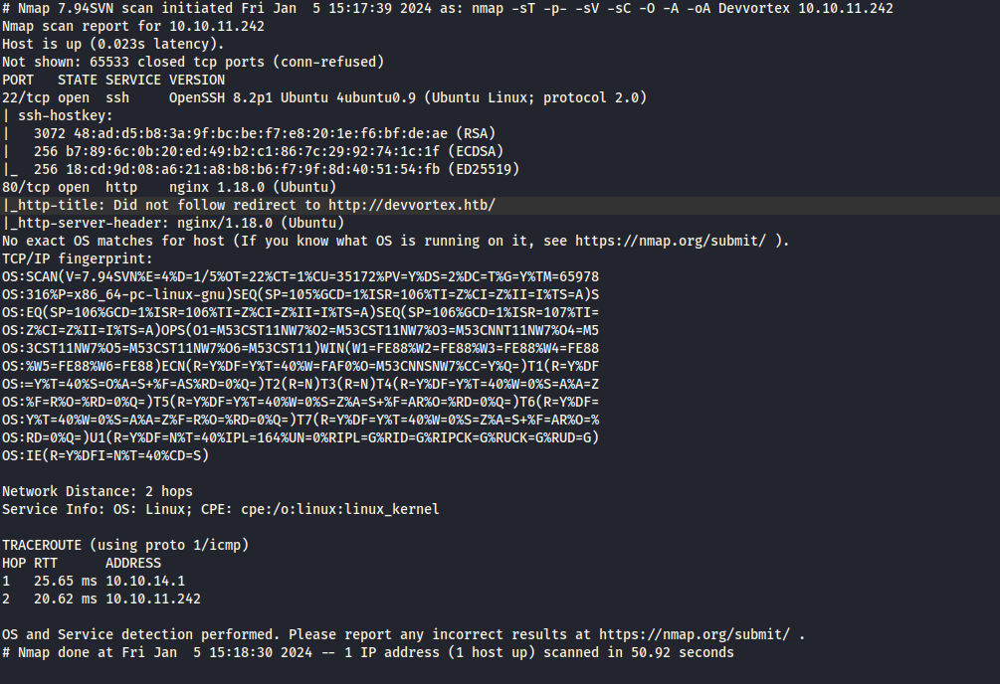 # Nmap 7.94SVN scan initiated Fri Jan  5 15:17:39 2024 as: nmap -sT -p- -sV -sC -O -A -oA Devvortex 10.10.11.242
Nmap scan report for 10.10.11.242
Host is up (0.023s latency).
Not shown: 65533 closed tcp ports (conn-refused)
PORT   STATE SERVICE VERSION
22/tcp open  ssh     OpenSSH 8.2p1 Ubuntu 4ubuntu0.9 (Ubuntu Linux; protocol 2.0)
| ssh-hostkey:
|   3072 48:ad:d5:b8:3a:9f:bc:be:f7:e8:20:1e:f6:bf:de:ae (RSA)
|   256 b7:89:6c:0b:20:ed:49:b2:c1:86:7c:29:92:74:1c:1f (ECDSA)
|_  256 18:cd:9d:08:a6:21:a8:b8:b6:f7:9f:8d:40:51:54:fb (ED25519)
80/tcp open  http    nginx 1.18.0 (Ubuntu)
|_http-title: Did not follow redirect to http://devvortex.htb/
|_http-server-header: nginx/1.18.0 (Ubuntu)
No exact OS matches for host (If you know what OS is running on it, see https://nmap.org/submit/ ).
TCP/IP fingerprint:
OS:SCAN(V=7.94SVN%E=4%D=1/5%OT=22%CT=1%CU=35172%PV=Y%DS=2%DC=T%G=Y%TM=65978
OS:316%P=x86_64-pc-linux-gnu)SEQ(SP=105%GCD=1%ISR=106%TI=Z%CI=Z%II=I%TS=A)S
OS:EQ(SP=106%GCD=1%ISR=106%TI=Z%CI=Z%II=I%TS=A)SEQ(SP=106%GCD=1%ISR=107%TI=
OS:Z%CI=Z%II=I%TS=A)OPS(O1=M53CST11NW7%O2=M53CST11NW7%O3=M53CNNT11NW7%O4=M5
OS:3CST11NW7%O5=M53CST11NW7%O6=M53CST11)WIN(W1=FE88%W2=FE88%W3=FE88%W4=FE88
OS:%W5=FE88%W6=FE88)ECN(R=Y%DF=Y%T=40%W=FAF0%O=M53CNNSNW7%CC=Y%Q=)T1(R=Y%DF
OS:=Y%T=40%S=O%A=S+%F=AS%RD=0%Q=)T2(R=N)T3(R=N)T4(R=Y%DF=Y%T=40%W=0%S=A%A=Z
OS:%F=R%O=%RD=0%Q=)T5(R=Y%DF=Y%T=40%W=0%S=Z%A=S+%F=AR%O=%RD=0%Q=)T6(R=Y%DF=
OS:Y%T=40%W=0%S=A%A=Z%F=R%O=%RD=0%Q=)T7(R=Y%DF=Y%T=40%W=0%S=Z%A=S+%F=AR%O=%
OS:RD=0%Q=)U1(R=Y%DF=N%T=40%IPL=164%UN=0%RIPL=G%RID=G%RIPCK=G%RUCK=G%RUD=G)
OS:IE(R=Y%DFI=N%T=40%CD=S)
Network Distance: 2 hops
Service Info: OS: Linux; CPE: cpe:/o:linux:linux_kernel
TRACEROUTE (using proto 1/icmp)
HOP RTT      ADDRESS
1   25.65 ms 10.10.14.1
2   20.62 ms 10.10.11.242
OS and Service detection performed. Please report any incorrect results at https://nmap.org/submit/ .
# Nmap done at Fri Jan  5 15:18:30 2024 -- 1 IP address (1 host up) scanned in 50.92 seconds